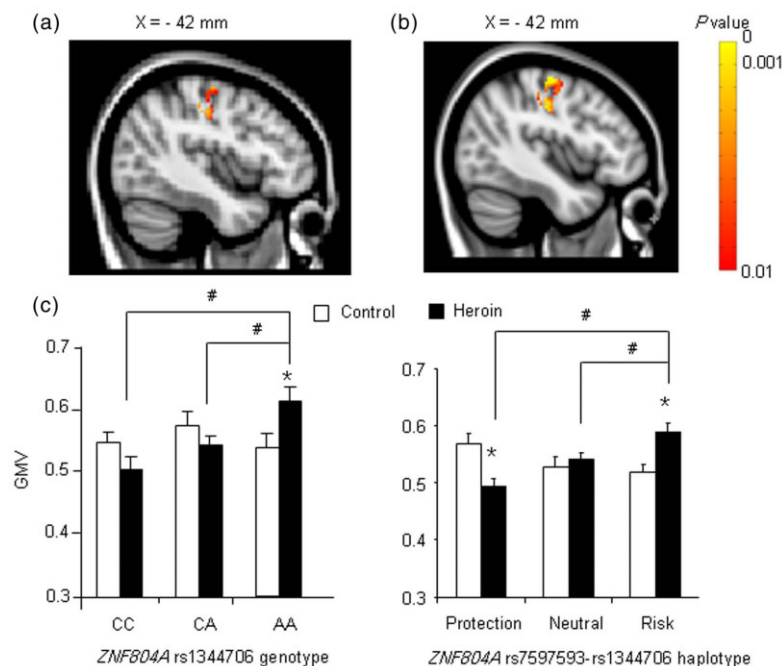 (a)
X = - 42 mm
(b)
X = - 42 mm
P value
0
0.001
0.01
(c)
#
#
Control
Heroin
#
#
0.7
0.6
0.5
0.4
0.3
GMV
*
CC
CA
AA
ZNF804A rs1344706 genotype
0.7
0.6
0.5
0.4
0.3
*
*
Protection
Neutral
Risk
ZNF804A rs7597593-rs1344706 haplotype